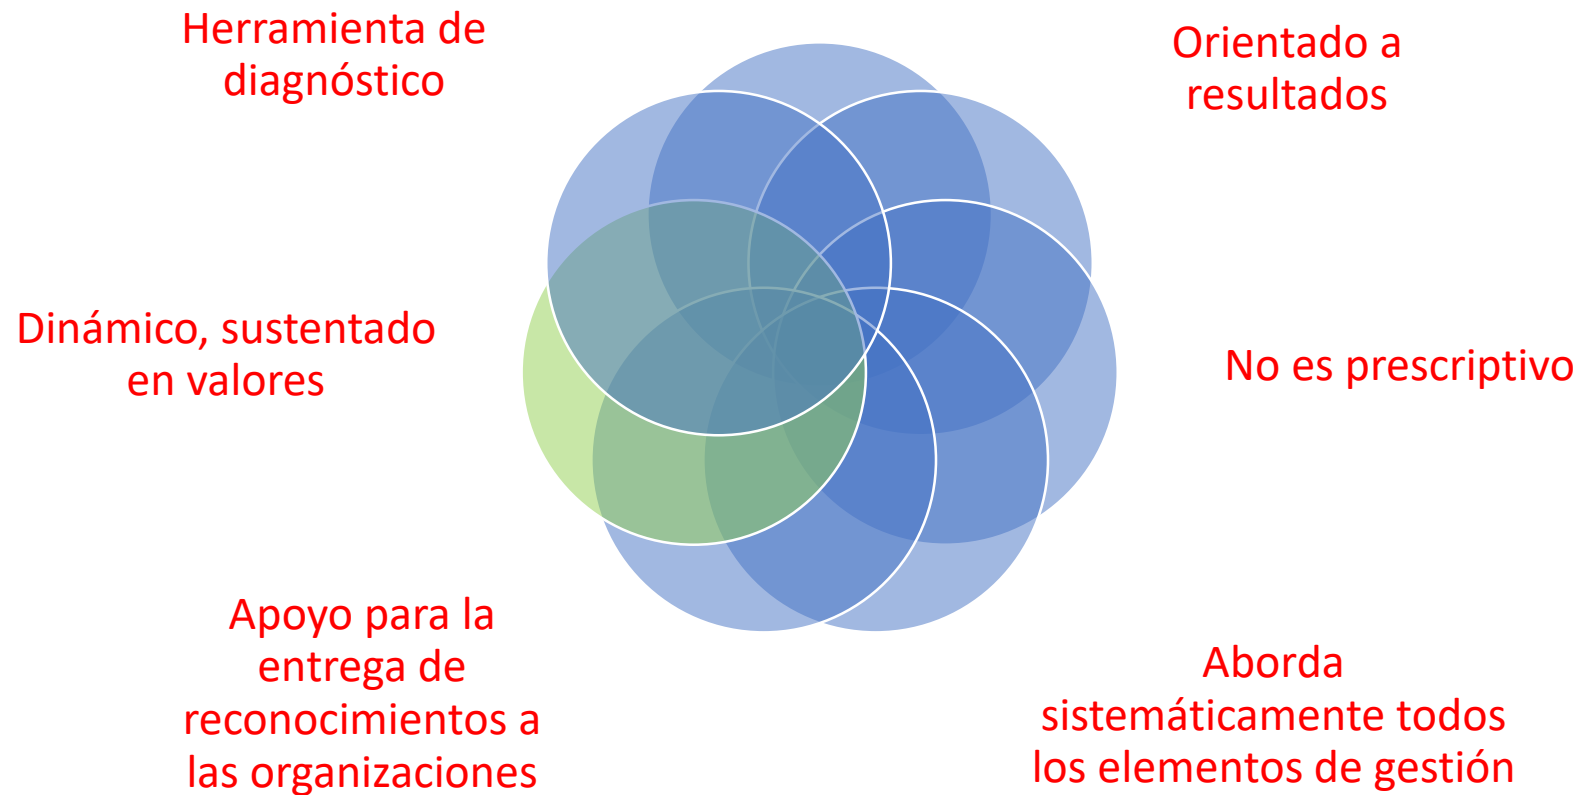 Herramienta de
diagnóstico
Orientado a
resultados
Dinámico, sustentado
en valores
No es prescriptivo
Apoyo para la
entrega de
reconocimientos a
las organizaciones
Aborda
sistemáticamente todos
los elementos de gestión